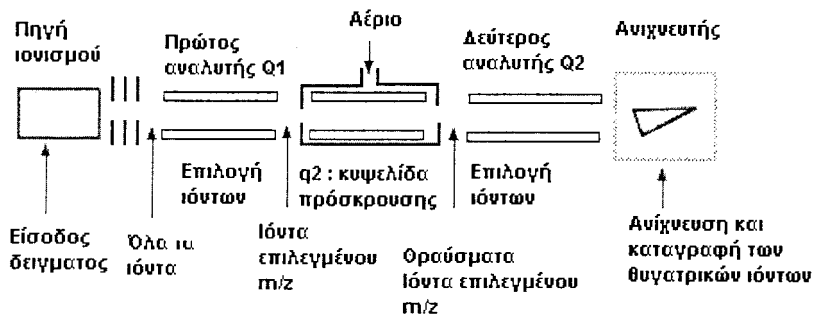 Πηγή
ιονισμού
Πρώτος
αναλυτής Q1
Αέριο
Δεύτερος
αναλυτής Q2
Ανιχνευτής
Επιλογή
ιόντων
q2 : κυψελίδα
πρόσκρουσης
Επιλογή
ιόντων
Είσοδος
δειγματος
Όλα τα
ιόντα
Ιόντα
επιλεγμένου
m/z
Θραύσματα
Ιόντα επιλεγμένου
m/z
Ανίχνευση και
καταγραφή των
θυγατρικών ιόντων